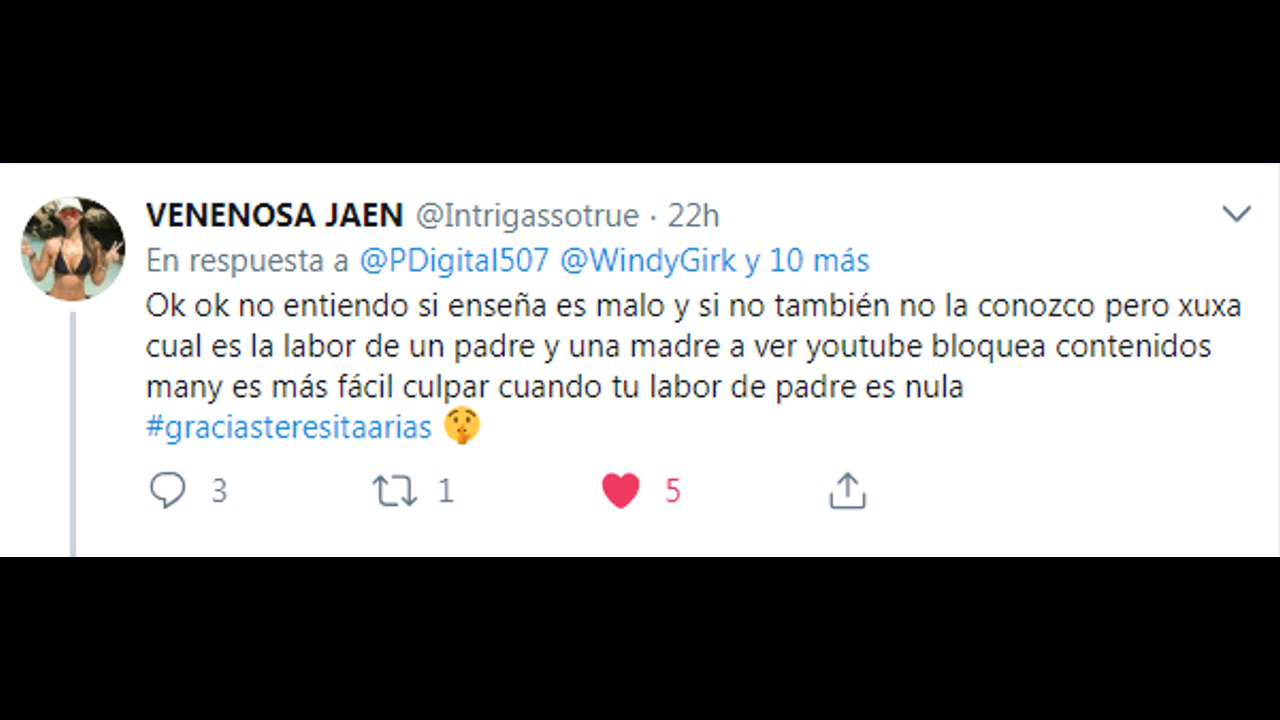 VENENOSA JAEN @Intrigassotrue · 22h
En respuesta a @PDigital507 @WindyGirk y 10 más
Ok ok no entiendo si enseña es malo y si no también no la conozco pero xuxa
cual es la labor de un padre y una madre a ver youtube bloquea contenidos
many es más fácil culpar cuando tu labor de padre es nula
#graciasteresitaarias 🤫
3 1 5